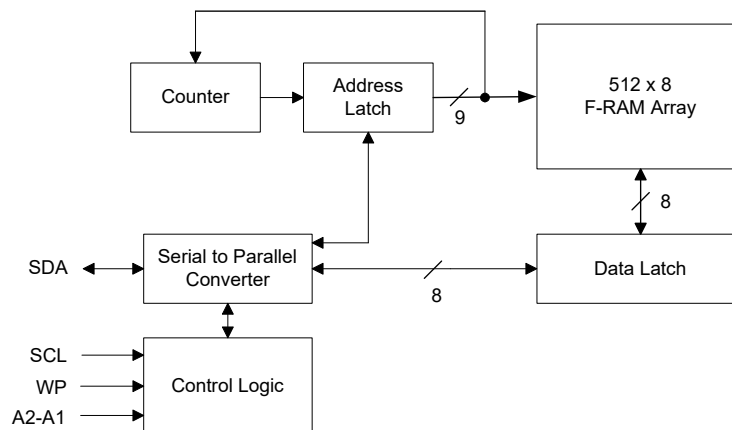 Counter
Address
Latch
9
512 x 8
F-RAM Array
8
SDA
Serial to Parallel
Converter
8
Data Latch
SCL
WP
A2-A1
Control Logic